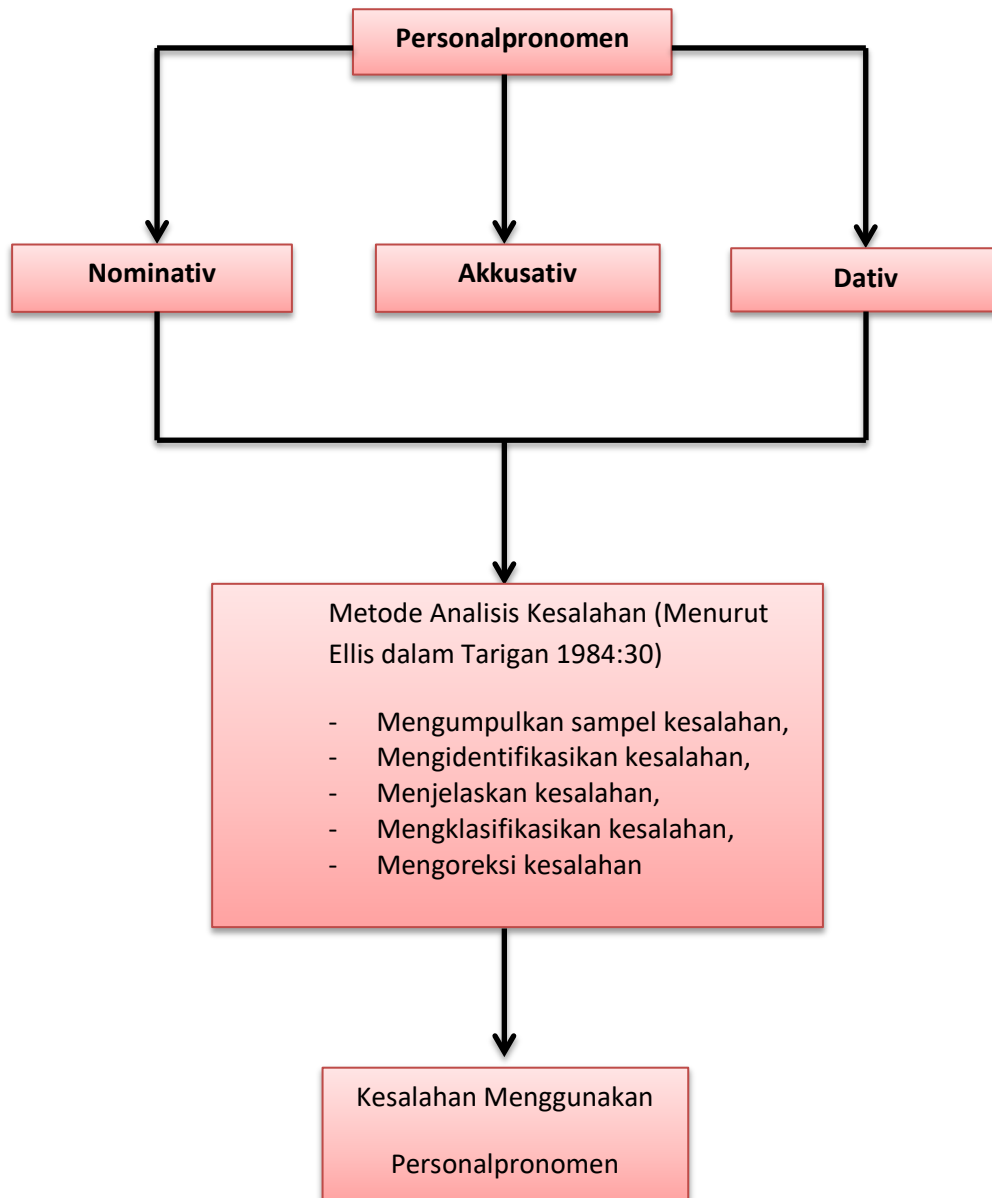 Personalpronomen
Nominativ
Akkusativ
Dativ
Metode Analisis Kesalahan (Menurut
Ellis dalam Tarigan 1984:30)
- Mengumpulkan sampel kesalahan,
- Mengidentifikasikan kesalahan,
- Menjelaskan kesalahan,
- Mengklasifikasikan kesalahan,
- Mengoreksi kesalahan
Kesalahan Menggunakan
Personalpronomen